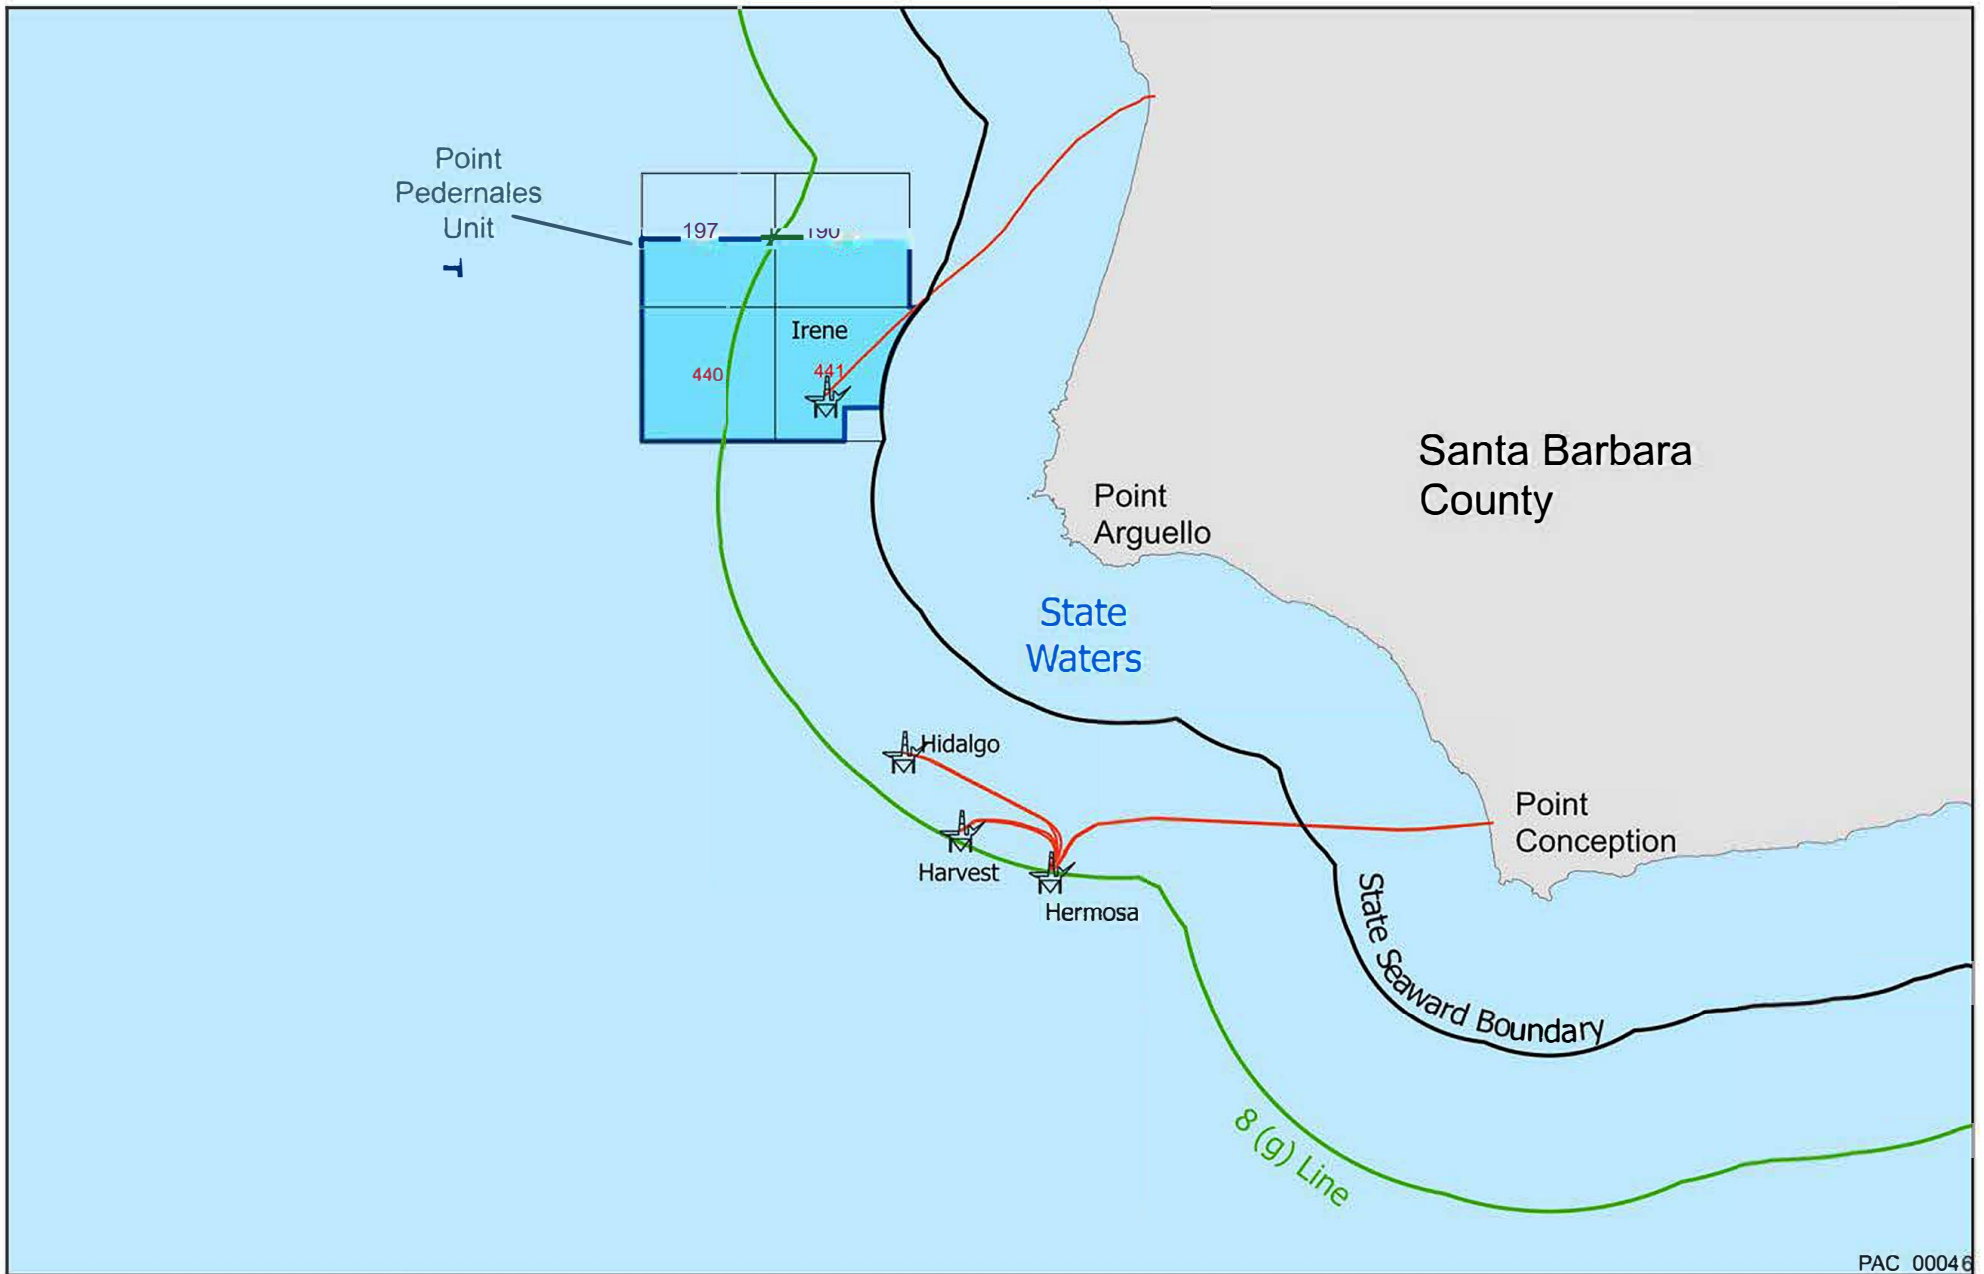 Point
Pedernales
Unit
197
Irene
440
441
Santa Barbara
County
Point
Arguello
State
Waters
Hidalgo
Harvest
Hermosa
Point
Conception
State Seaward Boundary
8 (g) Line
PAC 00046